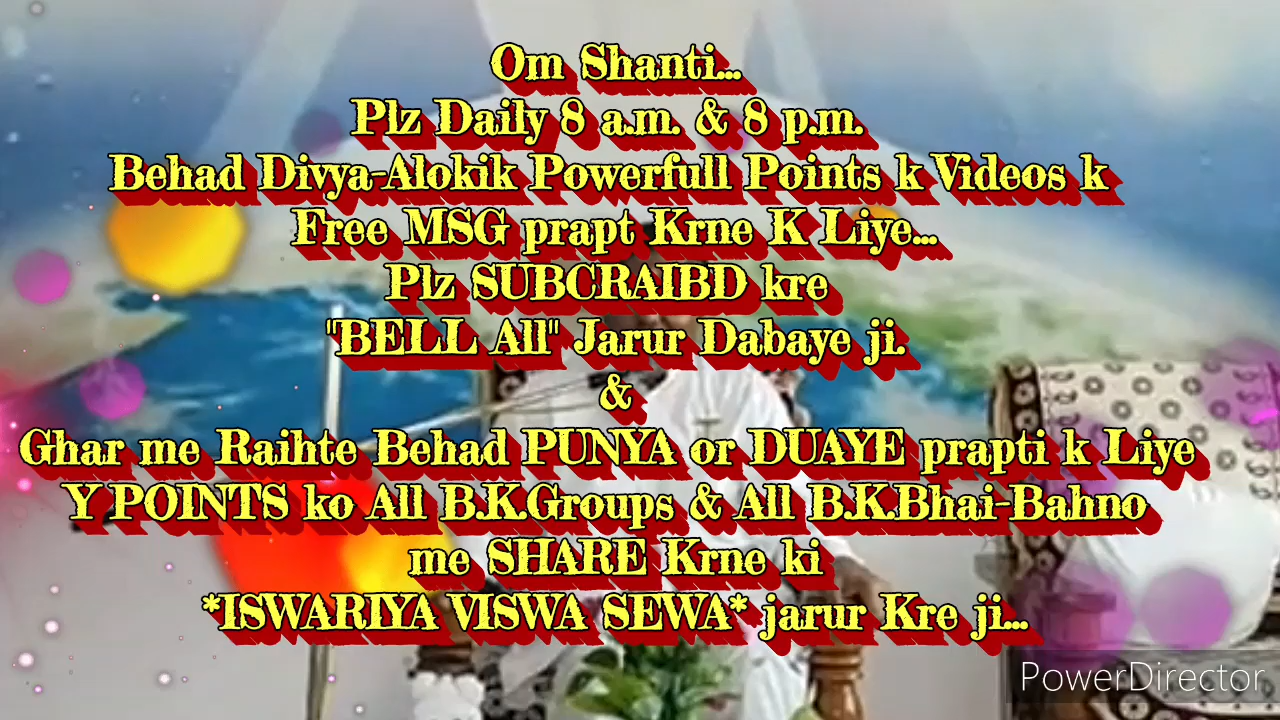 Om Shanti...
Plz Daily 8 a.m. & 8 p.m.
Behad Divya-Alokik Powerfull Points k Videos k
Free MSG prapt Krne K Liye...
Plz SUBCRAIBD kre
"BELL All" Jarur Dabaye ji.
&
Ghar me Raihte Behad PUNYA or DUAYE prapti k Liye
Y POINTS ko All B.K.Groups & All B.K.Bhai-Bahno
me SHARE Krne ki
*ISWARIYA VISWA SEWA* jarur Kre ji...
PowerDirector